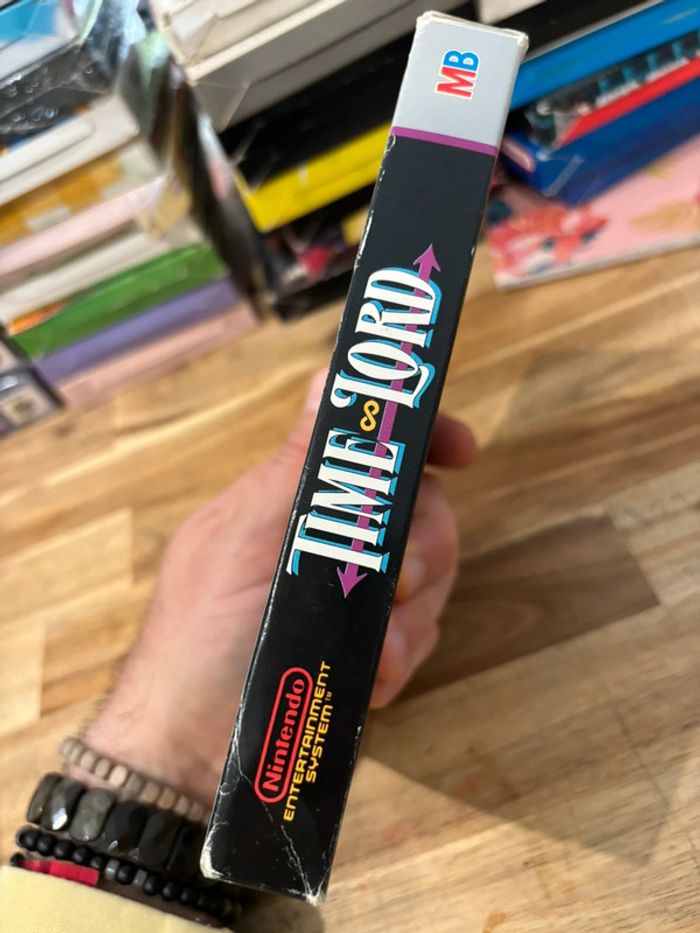 MB
TIME ∞ LORD
Nintendo
ENTERTAINMENT
SYSTEM™